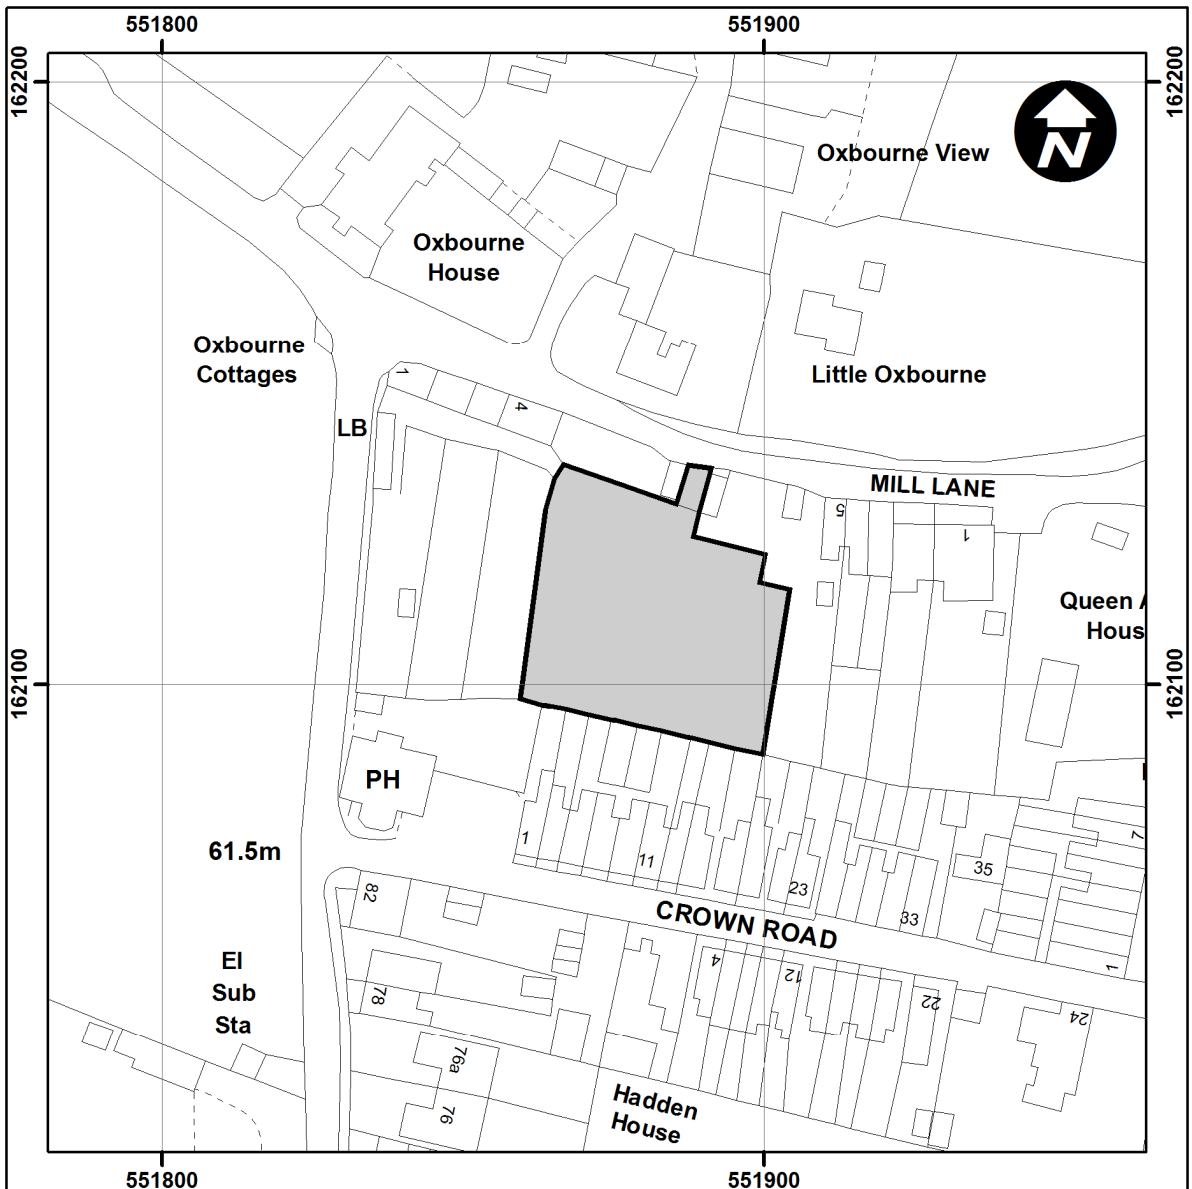 551800
551900
162200
162200
N
Oxbourne View
Oxbourne
House
Oxbourne
Cottages
Little Oxbourne
1
4
LB
MILL LANE
5
1
Queen A
Hous
162100
162100
PH
1
11
23
33
35
7
1
61.5m
82
CROWN ROAD
4
12
22
24
78
El
Sub
Sta
76a
76
Hadden
House
551800
551900